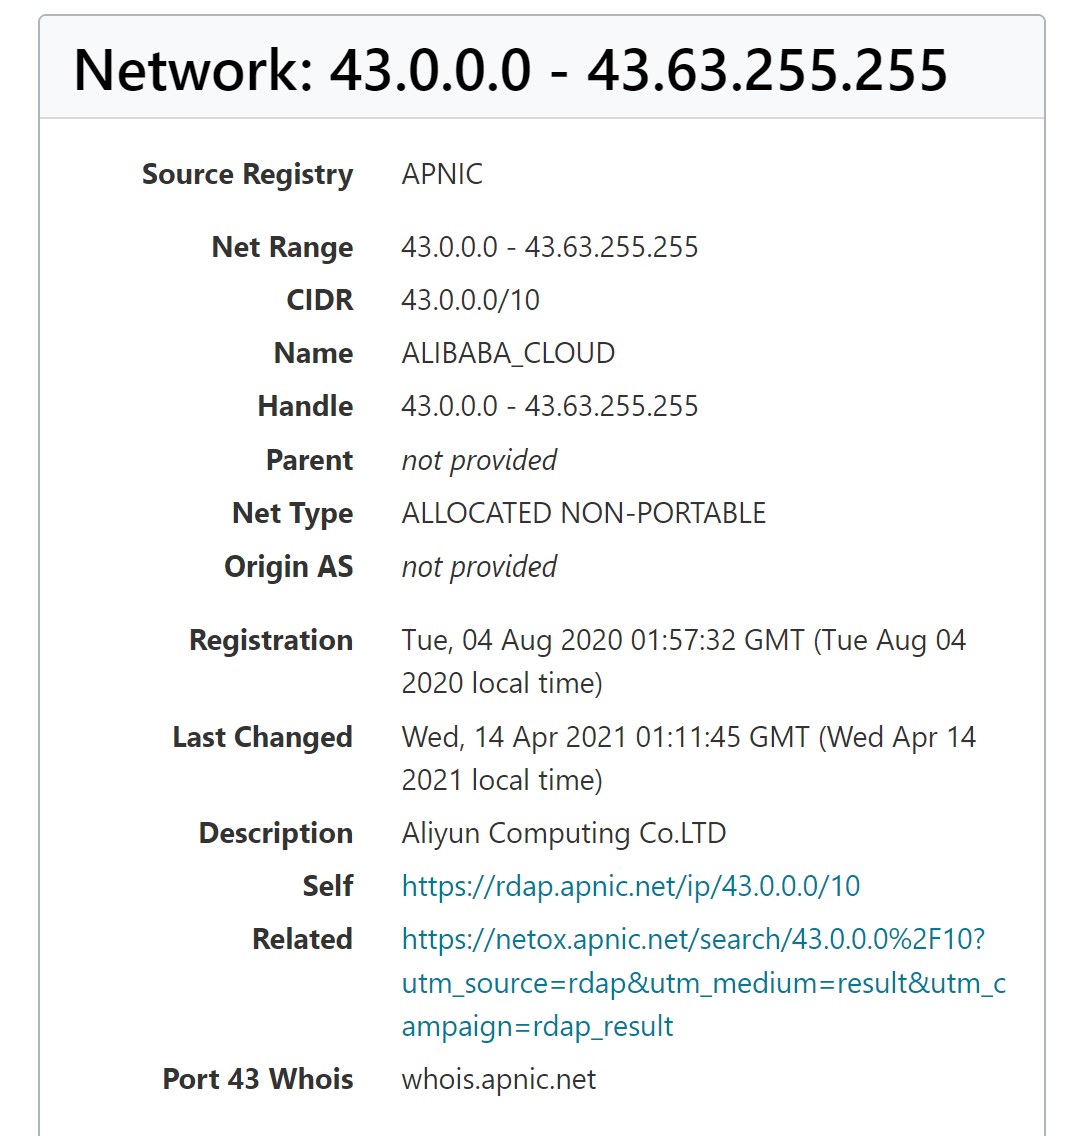 Network: 43.0.0.0 - 43.63.255.255
Source Registry APNIC
Net Range 43.0.0.0 - 43.63.255.255
CIDR 43.0.0.0/10
Name ALIBABA_CLOUD
Handle 43.0.0.0 - 43.63.255.255
Parent not provided
Net Type ALLOCATED NON-PORTABLE
Origin AS not provided
Registration Tue, 04 Aug 2020 01:57:32 GMT (Tue Aug 04
2020 local time)
Last Changed Wed, 14 Apr 2021 01:11:45 GMT (Wed Apr 14
2021 local time)
Description Aliyun Computing Co.LTD
Self https://rdap.apnic.net/ip/43.0.0.0/10
Related https://netox.apnic.net/search/43.0.0.0%2F10?
utm_source=rdap&utm_medium=result&utm_c
ampaign=rdap_result
Port 43 Whois whois.apnic.net